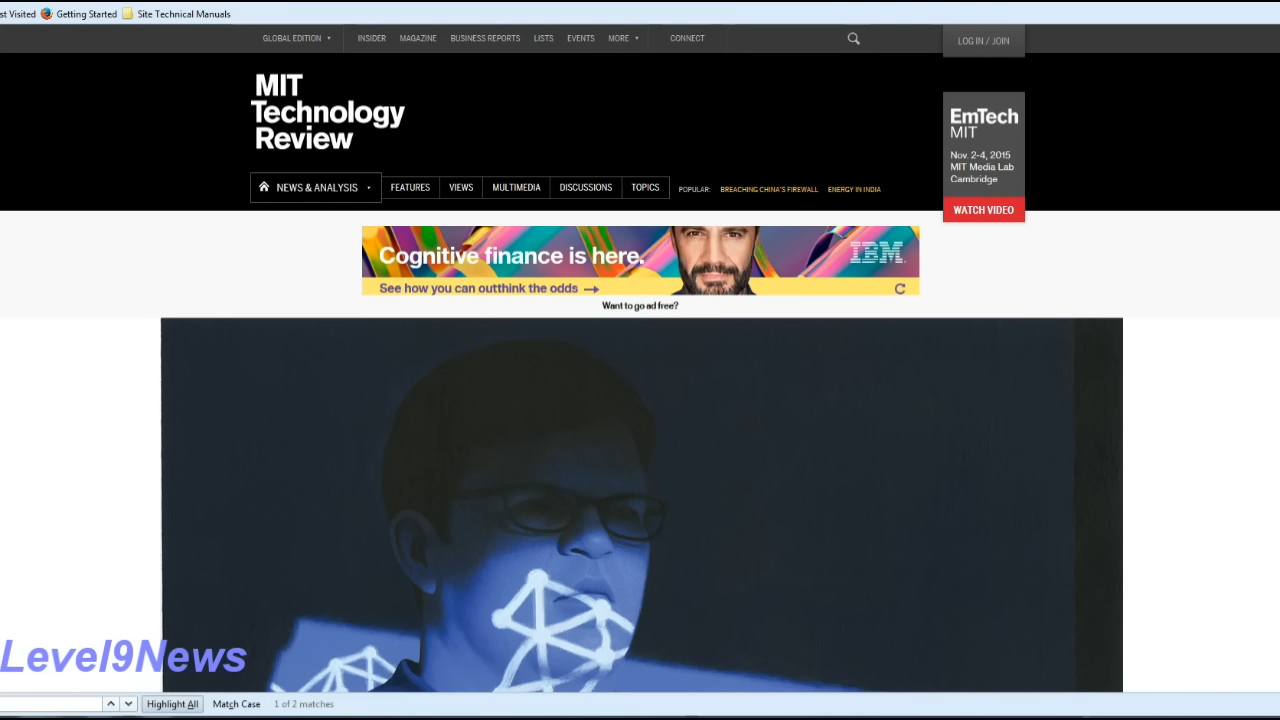 st Visited Getting Started Site Technical Manuals
GLOBAL EDITION INSIDER MAGAZINE BUSINESS REPORTS LISTS EVENTS MORE CONNECT LOG IN / JOIN
MIT
Technology
Review
EmTech
MIT
Nov. 2-4, 2015
MIT Media Lab
Cambridge
WATCH VIDEO
NEWS & ANALYSIS FEATURES VIEWS MULTIMEDIA DISCUSSIONS TOPICS POPULAR: BREACHING CHINA'S FIREWALL ENERGY IN INDIA
Cognitive finance is here.
IBM
See how you can outthink the odds →
Want to go ad free?
Level9News
Highlight All Match Case 1 of 2 matches